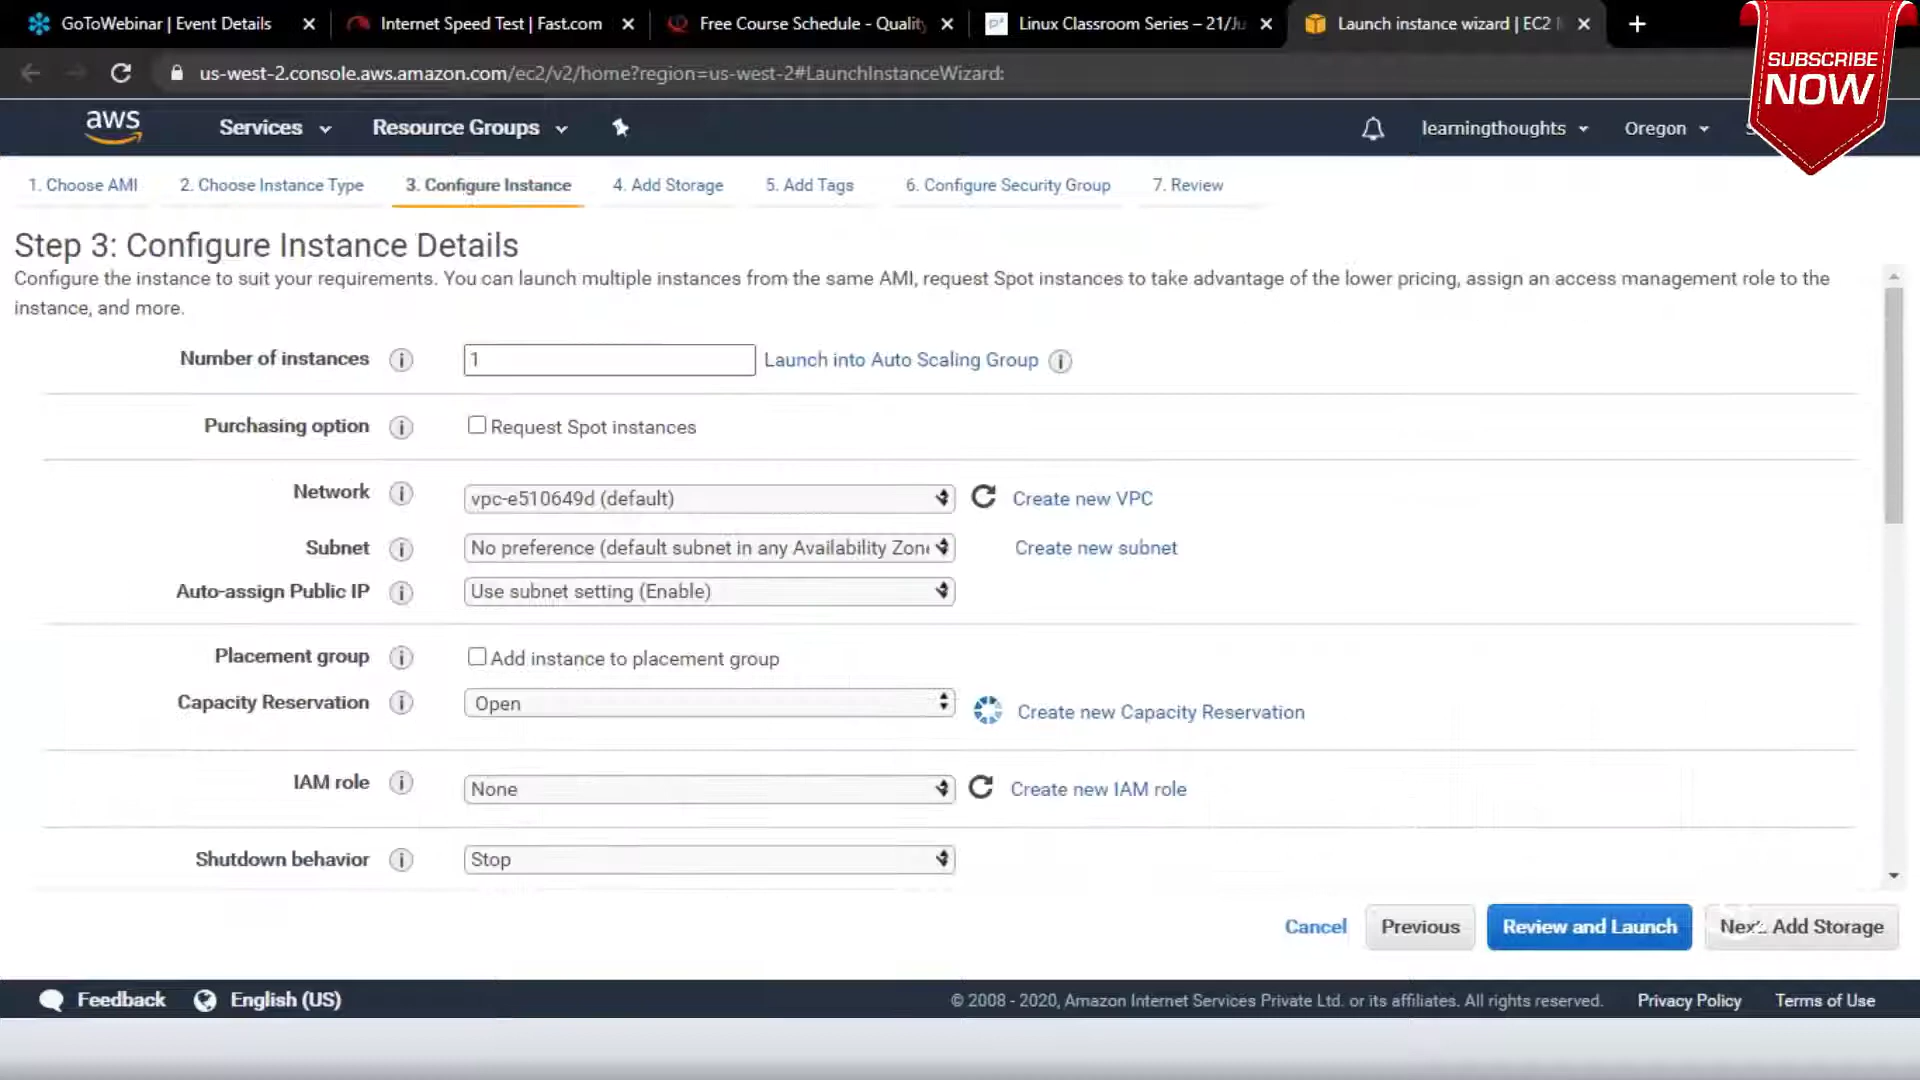 GoToWebinar | Event Details
Internet Speed Test | Fast.com
Free Course Schedule - Quality
Linux Classroom Series – 21/Ju
Launch instance wizard | EC2
us-west-2.console.aws.amazon.com/ec2/v2/home?region=us-west-2#LaunchInstanceWizard:
SUBSCRIBE
NOW
aws
Services
Resource Groups
learningthoughts
Oregon
1. Choose AMI
2. Choose Instance Type
3. Configure Instance
4. Add Storage
5. Add Tags
6. Configure Security Group
7. Review
Step 3: Configure Instance Details
Configure the instance to suit your requirements. You can launch multiple instances from the same AMI, request Spot instances to take advantage of the lower pricing, assign an access management role to the
instance, and more.
Number of instances
1
Launch into Auto Scaling Group
Purchasing option
Request Spot instances
Network
vpc-e510649d (default)
Create new VPC
Subnet
No preference (default subnet in any Availability Zone
Create new subnet
Auto-assign Public IP
Use subnet setting (Enable)
Placement group
Add instance to placement group
Capacity Reservation
Open
Create new Capacity Reservation
IAM role
None
Create new IAM role
Shutdown behavior
Stop
Cancel
Previous
Review and Launch
Next: Add Storage
Feedback
English (US)
© 2008 - 2020, Amazon Internet Services Private Ltd. or its affiliates. All rights reserved.
Privacy Policy
Terms of Use